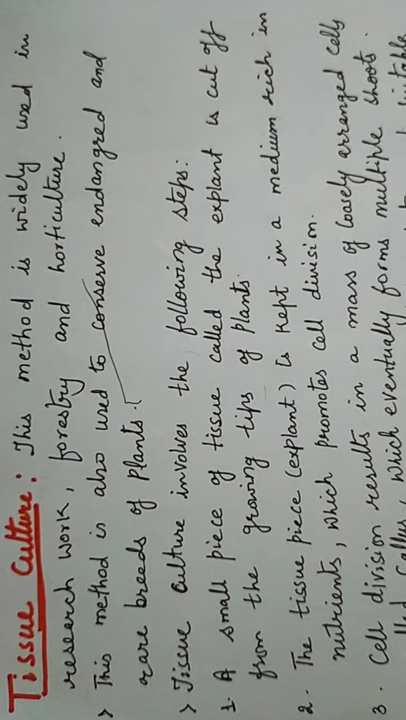 Tissue Culture: This method is widely used in
research work, forestry and horticulture.
> This method is also used to conserve endangred and
rare breeds of plants.
> Tissue culture involves the following steps:
1. A small piece of tissue called the explant is cut off
from the growing tips of plants.
2. The tissue piece (explant) is kept in a medium rich in
nutrients, which promotes cell division.
3. Cell division results in a mass of loosely arranged cells
called callus, which eventually forms multiple shoots.